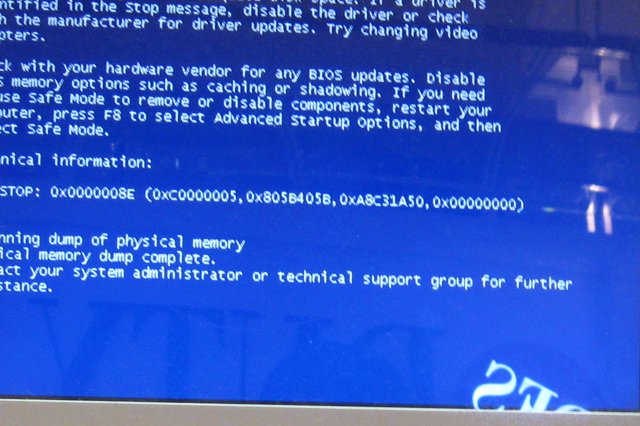 ntified in the Stop message, disable the driver or check
h the manufacturer for driver updates. Try changing video
pters.
ck with your hardware vendor for any BIOS updates. Disable
s memory options such as caching or shadowing. If you need
use Safe Mode to remove or disable components, restart your
puter, press F8 to select Advanced Startup Options, and then
ect Safe Mode.
nical information:
STOP: 0x0000008E (0xC0000005,0x805B405B,0xA8C31A50,0x00000000)
nning dump of physical memory
ical memory dump complete.
act your system administrator or technical support group for further
stance.